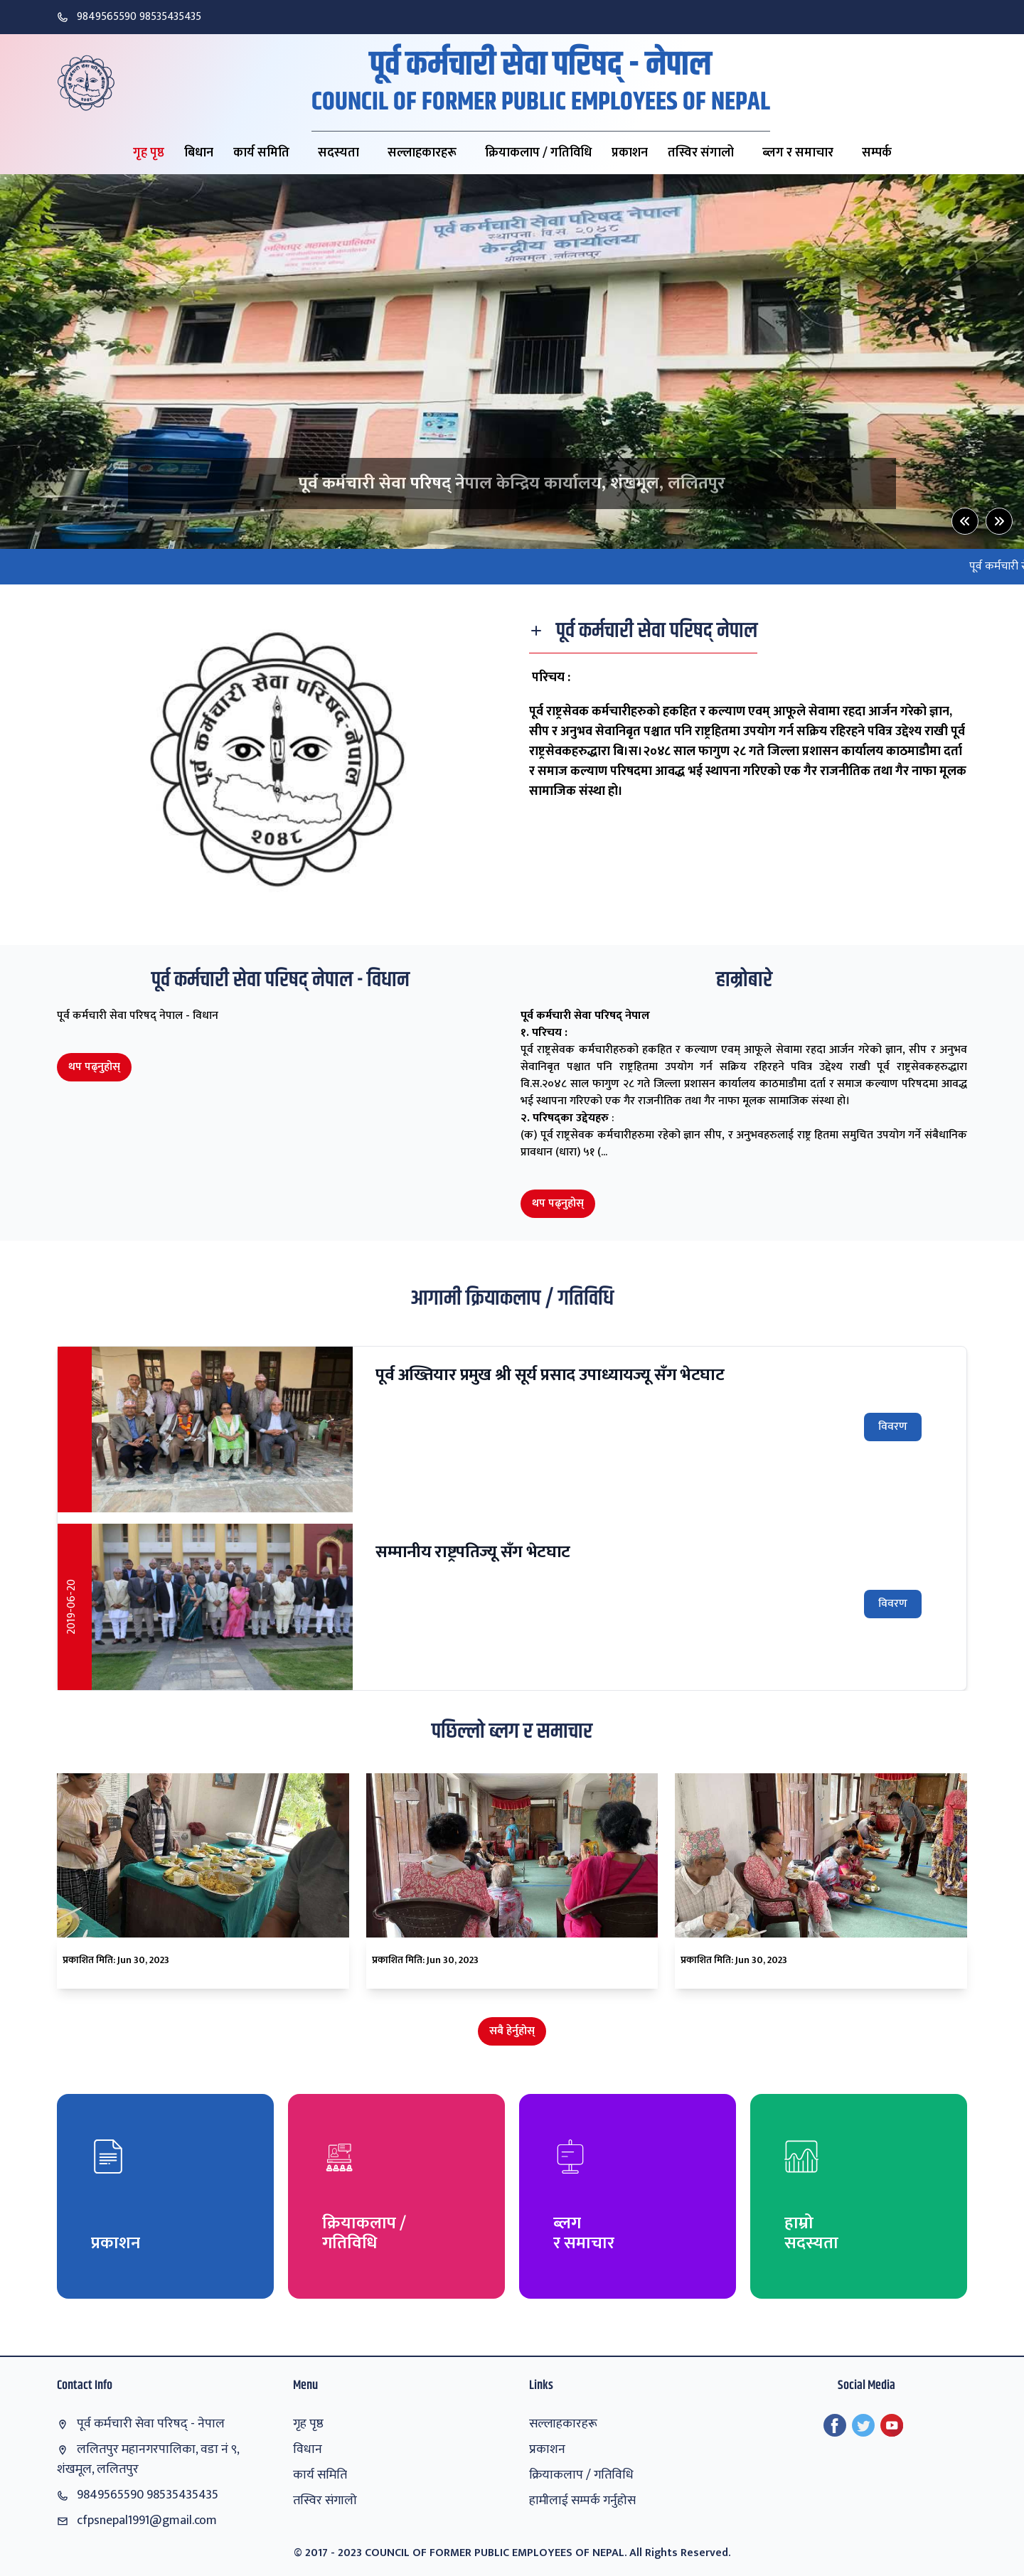 9849565590 98535435435
पूर्व कर्मचारी सेवा परिषद् - नेपाल
COUNCIL OF FORMER PUBLIC EMPLOYEES OF NEPAL
गृह पृष्ठ बिधान कार्य समिति सदस्यता सल्लाहकारहरू क्रियाकलाप / गतिविधि प्रकाशन तस्विर संगालो ब्लग र समाचार सम्पर्क
ललितपुर महानगरपालिका
पूर्व कर्मचारी सेवा परिषद नेपाल
स्थापनाः वि.स. २०४८
केन्द्रीय कार्यालय
शंखमूल, ललितपुर
पूर्व कर्मचारी सेवा परिषद् नेपाल केन्द्रिय कार्यालय, शंखमूल, ललितपुर
पूर्व कर्मचारी
पूर्व कर्मचारी सेवा परिषद् नेपाल
२०४८
पूर्व कर्मचारी सेवा परिषद् नेपाल
परिचय :
पूर्व राष्ट्रसेवक कर्मचारीहरुको हकहित र कल्याण एवम् आफूले सेवामा रहदा आर्जन गरेको ज्ञान,
सीप र अनुभव सेवानिबृत पश्चात पनि राष्ट्रहितमा उपयोग गर्न सक्रिय रहिरहने पवित्र उद्देश्य राखी पूर्व
राष्ट्रसेवकहरुद्धारा बि।स।२०४८ साल फागुण २८ गते जिल्ला प्रशासन कार्यालय काठमाडौमा दर्ता
र समाज कल्याण परिषदमा आवद्ध भई स्थापना गरिएको एक गैर राजनीतिक तथा गैर नाफा मूलक
सामाजिक संस्था हो।
पूर्व कर्मचारी सेवा परिषद् नेपाल - विधान
पूर्व कर्मचारी सेवा परिषद् नेपाल - विधान
थप पढ्नुहोस्
हाम्रोबारे
पूर्व कर्मचारी सेवा परिषद् नेपाल
१. परिचय :
पूर्व राष्ट्रसेवक कर्मचारीहरुको हकहित र कल्याण एवम् आफूले सेवामा रहदा आर्जन गरेको ज्ञान, सीप र अनुभव
सेवानिबृत पश्चात पनि राष्ट्रहितमा उपयोग गर्न सक्रिय रहिरहने पवित्र उद्देश्य राखी पूर्व राष्ट्रसेवकहरुद्धारा
वि.स.२०४८ साल फागुण २८ गते जिल्ला प्रशासन कार्यालय काठमाडौमा दर्ता र समाज कल्याण परिषदमा आवद्ध
भई स्थापना गरिएको एक गैर राजनीतिक तथा गैर नाफा मूलक सामाजिक संस्था हो।
२. परिषद्का उद्देयहरु :
(क) पूर्व राष्ट्रसेवक कर्मचारीहरुमा रहेको ज्ञान सीप, र अनुभवहरुलाई राष्ट्र हितमा समुचित उपयोग गर्ने संबैधानिक
प्रावधान (धारा) ५१ (...
थप पढ्नुहोस्
आगामी क्रियाकलाप / गतिविधि
पूर्व अख्तियार प्रमुख श्री सूर्य प्रसाद उपाध्यायज्यू सँग भेटघाट
विवरण
2019-06-20
सम्मानीय राष्ट्रपतिज्यू सँग भेटघाट
विवरण
पछिल्लो ब्लग र समाचार
प्रकाशित मिति: Jun 30, 2023
प्रकाशित मिति: Jun 30, 2023
प्रकाशित मिति: Jun 30, 2023
सबै हेर्नुहोस्
प्रकाशन
क्रियाकलाप /
गतिविधि
ब्लग
र समाचार
हाम्रो
सदस्यता
Contact Info
पूर्व कर्मचारी सेवा परिषद् - नेपाल
ललितपुर महानगरपालिका, वडा नं ९,
शंखमूल, ललितपुर
9849565590 98535435435
cfpsnepal1991@gmail.com
Menu
गृह पृष्ठ
विधान
कार्य समिति
तस्विर संगालो
Links
सल्लाहकारहरू
प्रकाशन
क्रियाकलाप / गतिविधि
हामीलाई सम्पर्क गर्नुहोस
Social Media
© 2017 - 2023 COUNCIL OF FORMER PUBLIC EMPLOYEES OF NEPAL. All Rights Reserved.